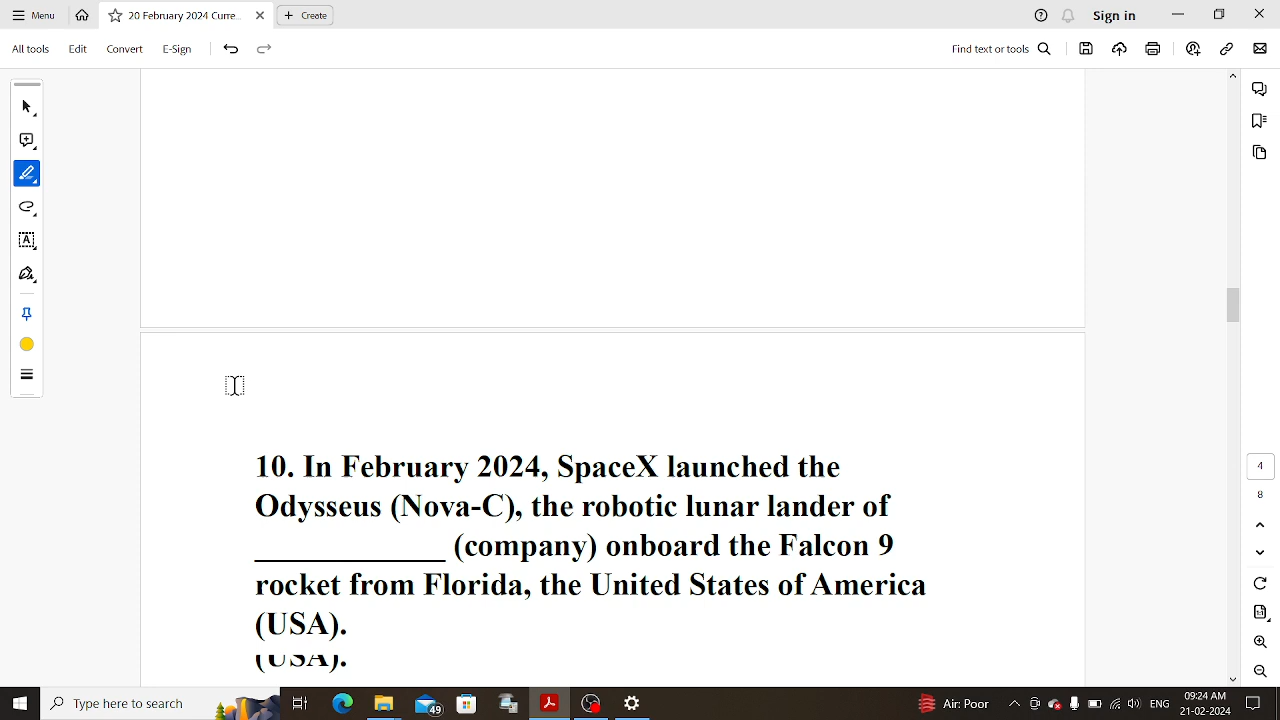 Menu
20 February 2024 Curre...
+ Create
Sign in
All tools
Edit
Convert
E-Sign
Find text or tools
10. In February 2024, SpaceX launched the
Odysseus (Nova-C), the robotic lunar lander of
____________ (company) onboard the Falcon 9
rocket from Florida, the United States of America
(USA).
(USA).
4
8
Type here to search
49
Air: Poor
ENG
09:24 AM
21-02-2024